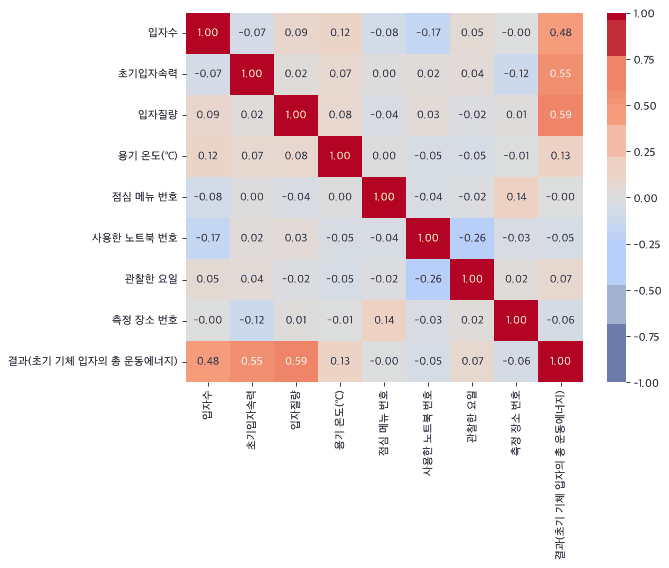 입자수 1.00 -0.07 0.09 0.12 -0.08 -0.17 0.05 -0.00 0.48
초기입자속력 -0.07 1.00 0.02 0.07 0.00 0.02 0.04 -0.12 0.55
입자질량 0.09 0.02 1.00 0.08 -0.04 0.03 -0.02 0.01 0.59
용기 온도(℃) 0.12 0.07 0.08 1.00 0.00 -0.05 -0.05 -0.01 0.13
점심 메뉴 번호 -0.08 0.00 -0.04 0.00 1.00 -0.04 -0.02 0.14 -0.00
사용한 노트북 번호 -0.17 0.02 0.03 -0.05 -0.04 1.00 -0.26 -0.03 -0.05
관찰한 요일 0.05 0.04 -0.02 -0.05 -0.02 -0.26 1.00 0.02 0.07
측정 장소 번호 -0.00 -0.12 0.01 -0.01 0.14 -0.03 0.02 1.00 -0.06
결과(초기 기체 입자의 총 운동에너지) 0.48 0.55 0.59 0.13 -0.00 -0.05 0.07 -0.06 1.00
입자수
초기입자속력
입자질량
용기 온도(℃)
점심 메뉴 번호
사용한 노트북 번호
관찰한 요일
측정 장소 번호
결과(초기 기체 입자의 총 운동에너지)
1.00
0.75
0.50
0.25
0.00
-0.25
-0.50
-0.75
-1.00